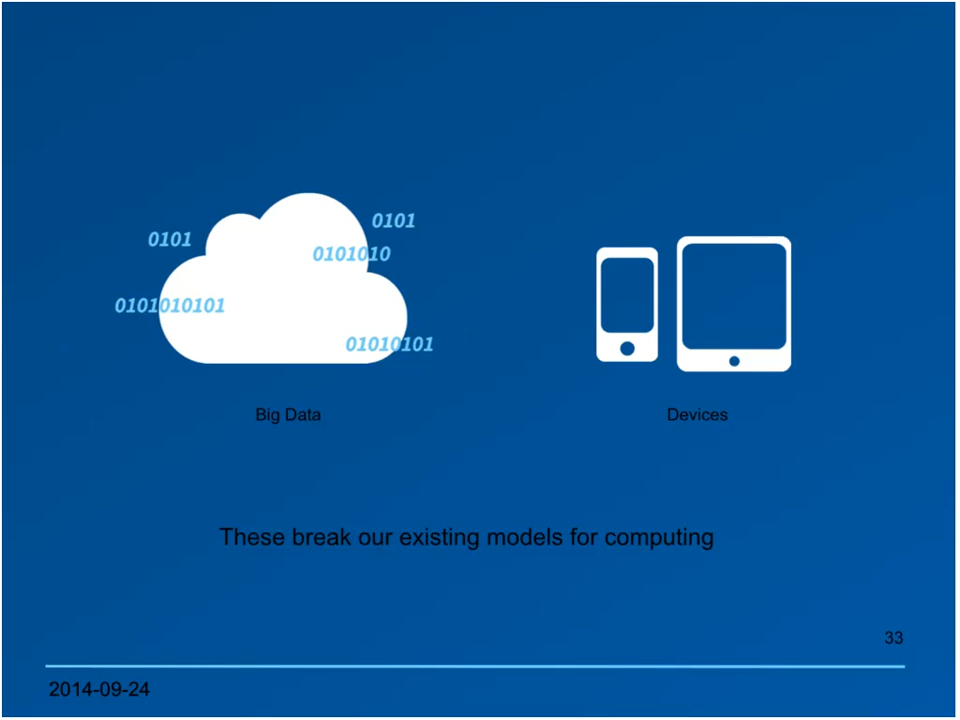 0101
0101
0101010
0101010101
01010101
Big Data
Devices
These break our existing models for computing
33
2014-09-24